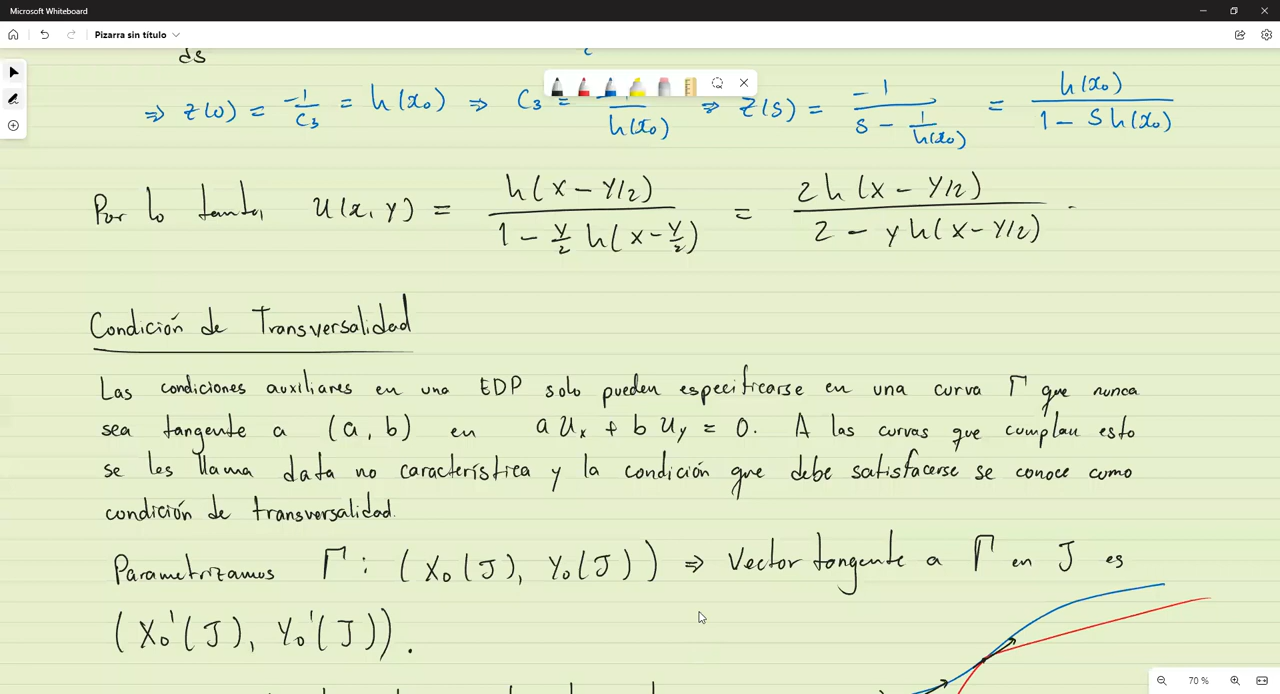 Microsoft Whiteboard
Pizarra sin título
ds
⇒ z(0) = -1/C₃ = h(x₀) ⇒ C₃ = -1/h(x₀) ⇒ z(s) = -1/(s - 1/h(x₀)) = h(x₀)/(1 - s h(x₀))
Por lo tanto, u(x, y) = h(x - y/2)/(1 - y/2 h(x - y/2)) = 2h(x - y/2)/(2 - y h(x - y/2)).
Condición de Transversalidad
Las condiciones auxiliares en una EDP solo pueden especificarse en una curva Γ que nunca
sea tangente a (a, b) en a Ux + b Uy = 0. A las curvas que cumplan esto
se les llama data no característica y la condición que debe satisfacerse se conoce como
condición de transversalidad.
Parametrizamos Γ: (X₀(J), Y₀(J)) ⇒ Vector tangente a Γ en J es
(X₀'(J), Y₀'(J)).
70 %